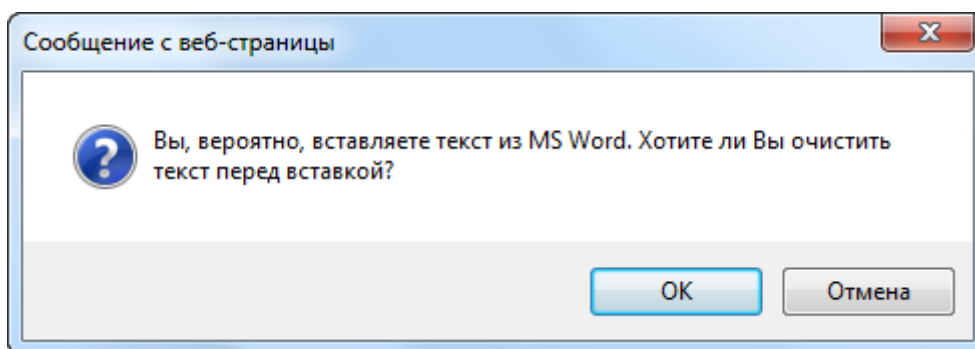 Сообщение с веб-страницы
Вы, вероятно, вставляете текст из MS Word. Хотите ли Вы очистить
текст перед вставкой?
OK
Отмена